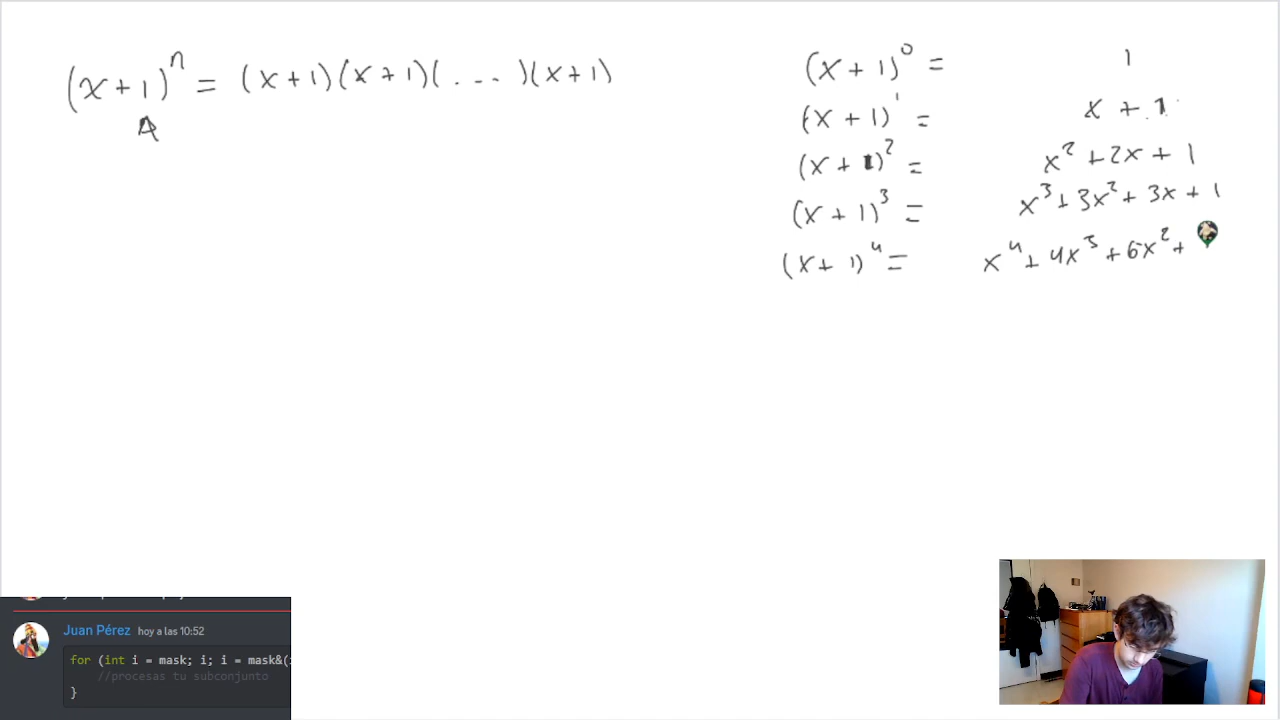 (x+1)^n = (x+1)(x+1)(....)(x+1)
A
(x+1)^0 = 1
(x+1)^1 = x + 1
(x+1)^2 = x^2 + 2x + 1
(x+1)^3 = x^3 + 3x^2 + 3x + 1
(x+1)^4 = x^4 + 4x^3 + 6x^2 +
Juan Pérez hoy a las 10:52
for (int i = mask; i; i = mask&(
//procesas tu subconjunto
}